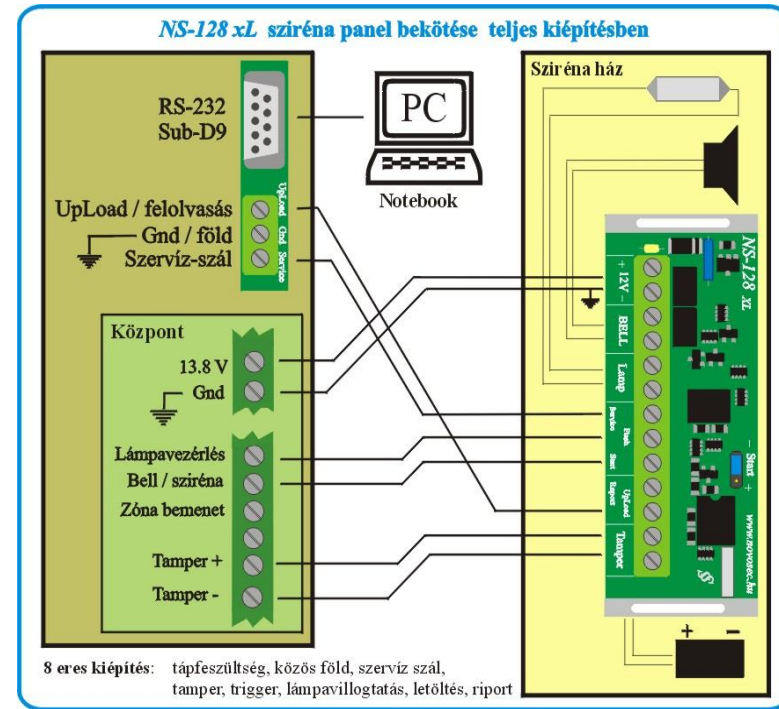 NS-128 xL sziréna panel bekötése teljes kiépítésben
RS-232
Sub-D9
PC
Notebook
UpLoad / felolvasás
Gnd / föld
Szervíz-szál
UpLoad
Gnd
Service
Központ
13.8 V
Gnd
Lámpavezérlés
Bell / sziréna
Zóna bemenet
Tamper +
Tamper -
Sziréna ház
+ 12V -
BELL
Lamp
Service
Flash
Start
Report
UpLoad
Tamper
NS-128 xL
- Start +
www.novosec.hu
+ -
8 eres kiépítés: tápfeszültség, közös föld, szervíz szál,
tamper, trigger, lámpavillogtatás, letöltés, riport